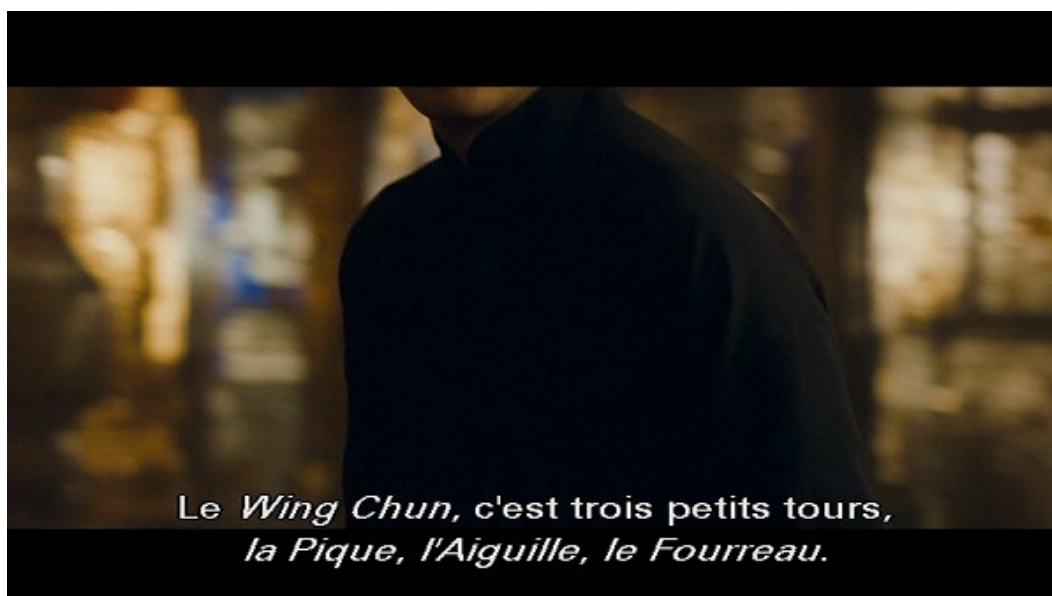 Le Wing Chun, c'est trois petits tours,
la Pique, l'Aiguille, le Fourreau.